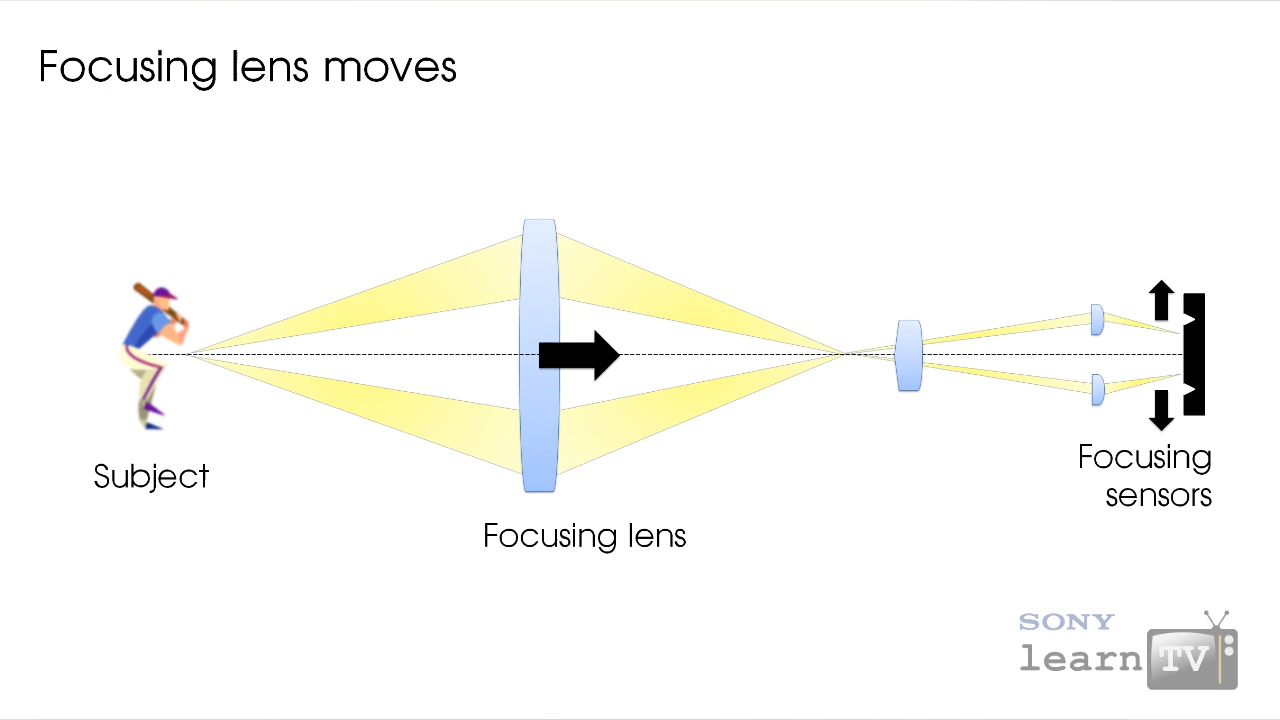 Focusing lens moves
Subject
Focusing lens
Focusing
sensors
SONY
learn TV